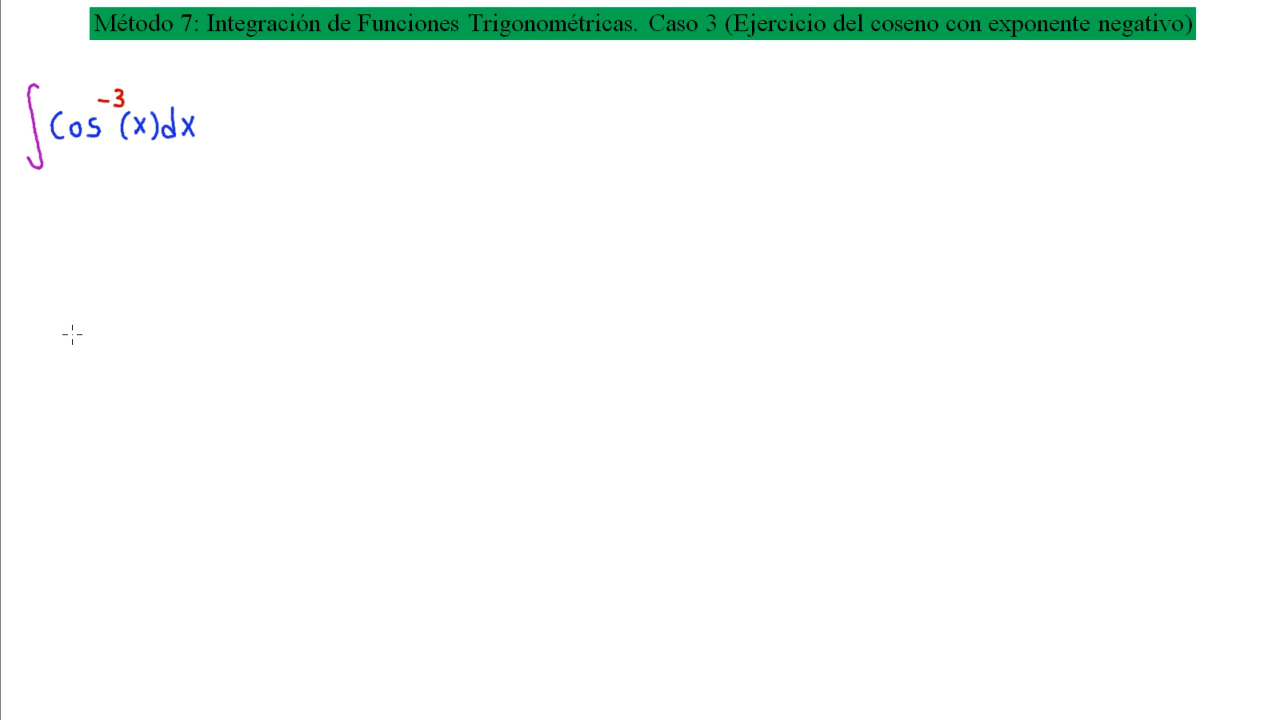 Método 7: Integración de Funciones Trigonométricas. Caso 3 (Ejercicio del coseno con exponente negativo)
∫ Cos⁻³(x)dx